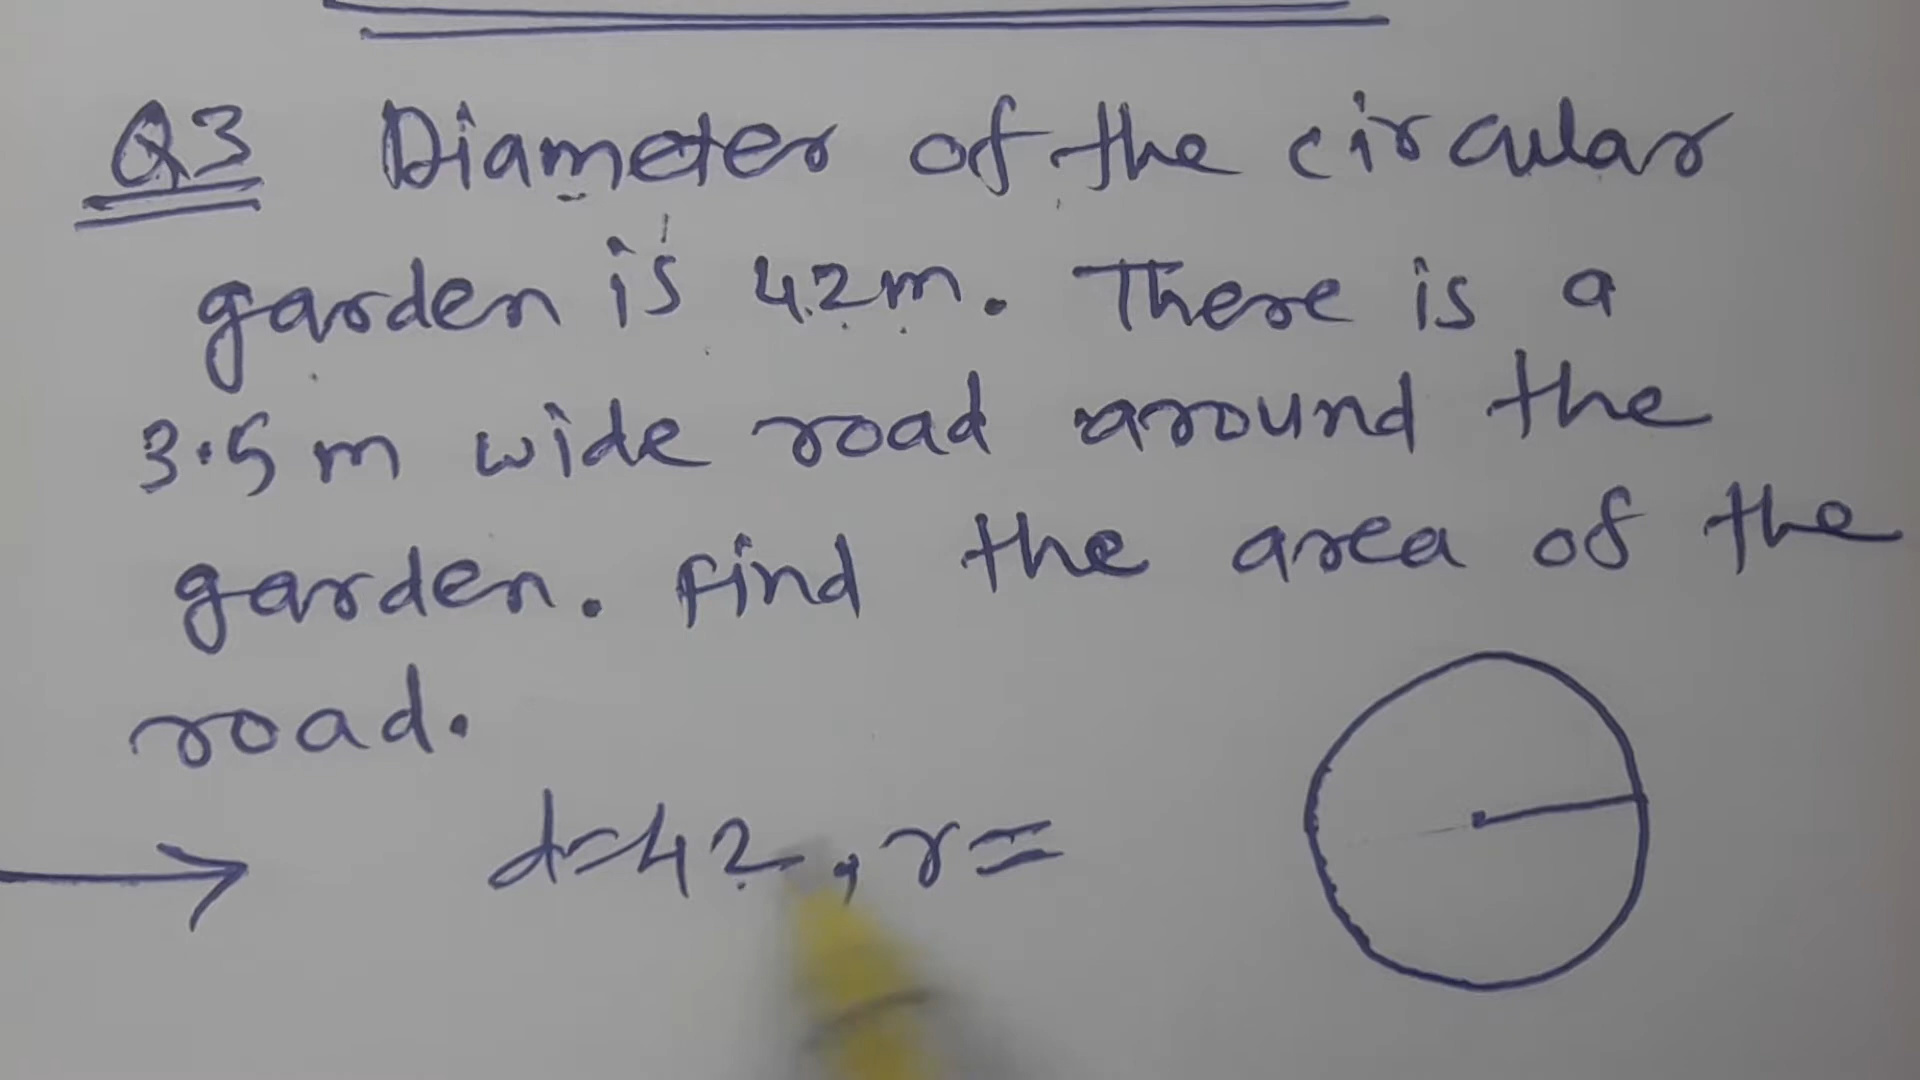 Q3 Diameter of the circular
garden is 42m. There is a
3.5 m wide road around the
garden. Find the area of the
road.
d=42, r=